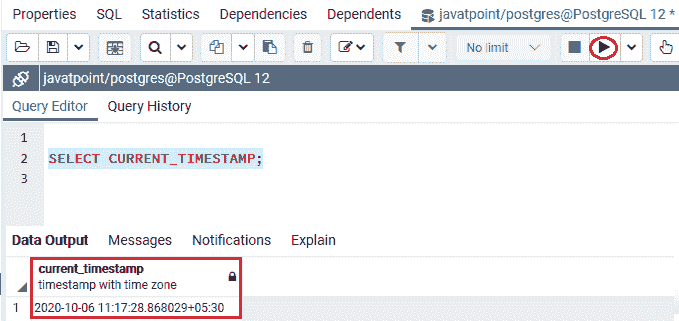 Properties SQL Statistics Dependencies Dependents javatpoint/postgres@PostgreSQL 12 *
No limit
javatpoint/postgres@PostgreSQL 12
Query Editor Query History
1
2 SELECT CURRENT_TIMESTAMP;
3
Data Output Messages Notifications Explain
current_timestamp
timestamp with time zone
1 2020-10-06 11:17:28.868029+05:30